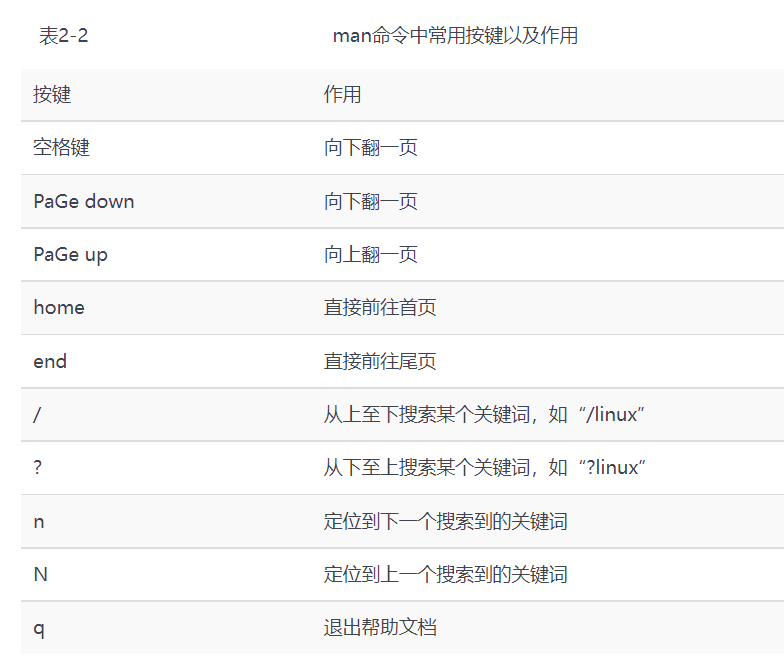 表2-2 man命令中常用按键以及作用
按键 作用
空格键 向下翻一页
PaGe down 向下翻一页
PaGe up 向上翻一页
home 直接前往首页
end 直接前往尾页
/ 从上至下搜索某个关键词，如“/linux”
? 从下至上搜索某个关键词，如“?linux”
n 定位到下一个搜索到的关键词
N 定位到上一个搜索到的关键词
q 退出帮助文档